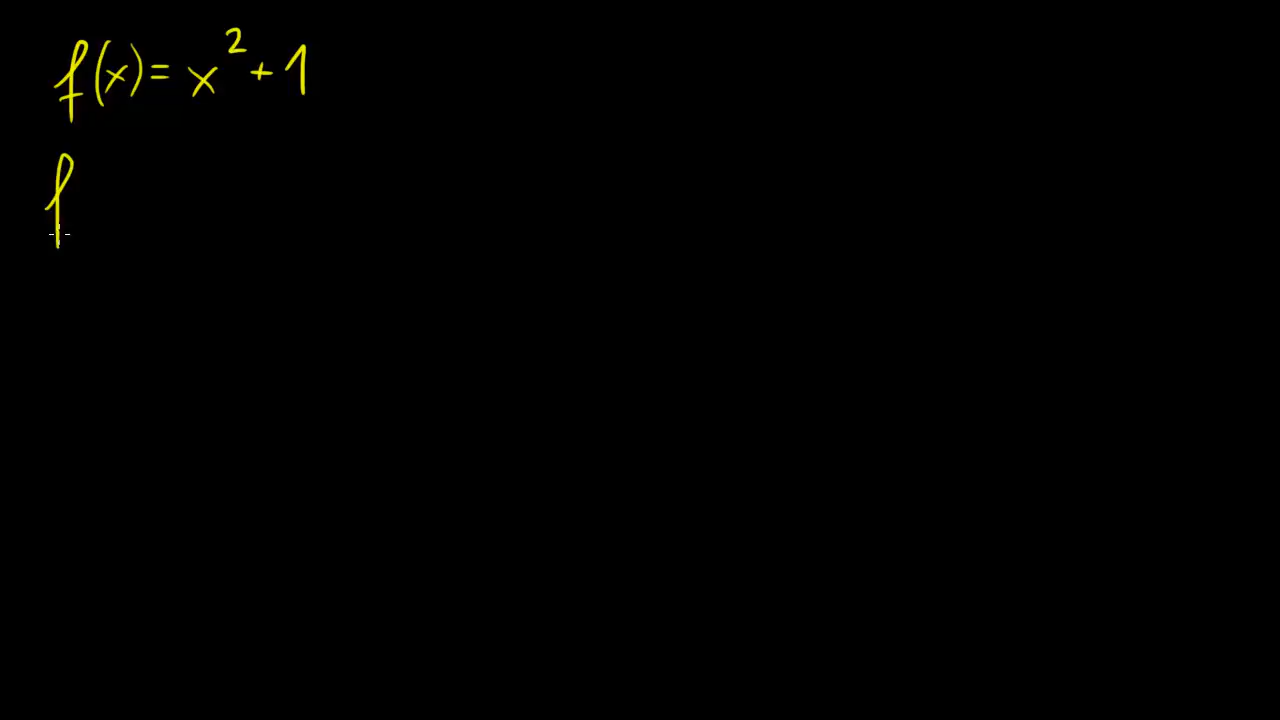 f(x) = x² + 1
f